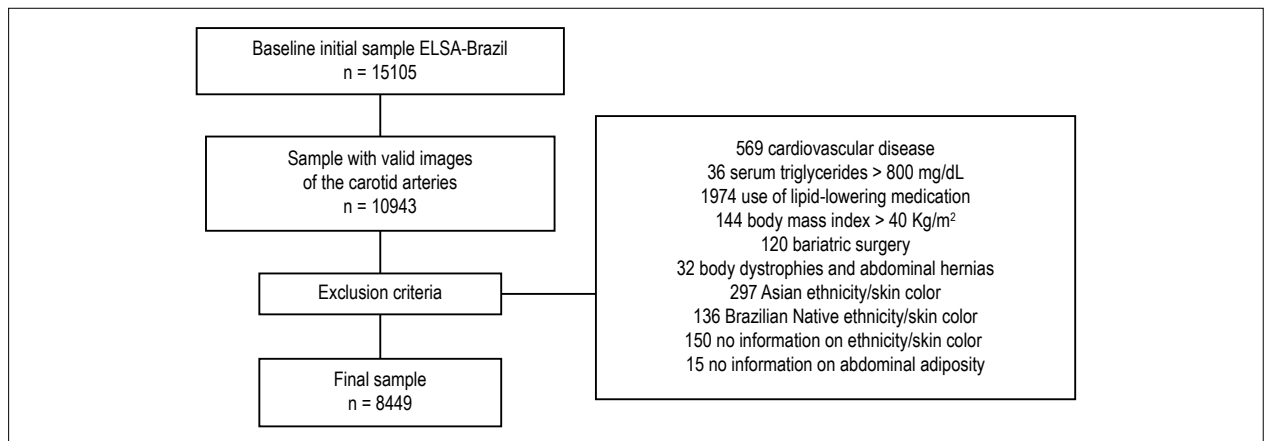 Baseline initial sample ELSA-Brazil
n = 15105
Sample with valid images
of the carotid arteries
n = 10943
Exclusion criteria
569 cardiovascular disease
36 serum triglycerides > 800 mg/dL
1974 use of lipid-lowering medication
144 body mass index > 40 Kg/m²
120 bariatric surgery
32 body dystrophies and abdominal hernias
297 Asian ethnicity/skin color
136 Brazilian Native ethnicity/skin color
150 no information on ethnicity/skin color
15 no information on abdominal adiposity
Final sample
n = 8449